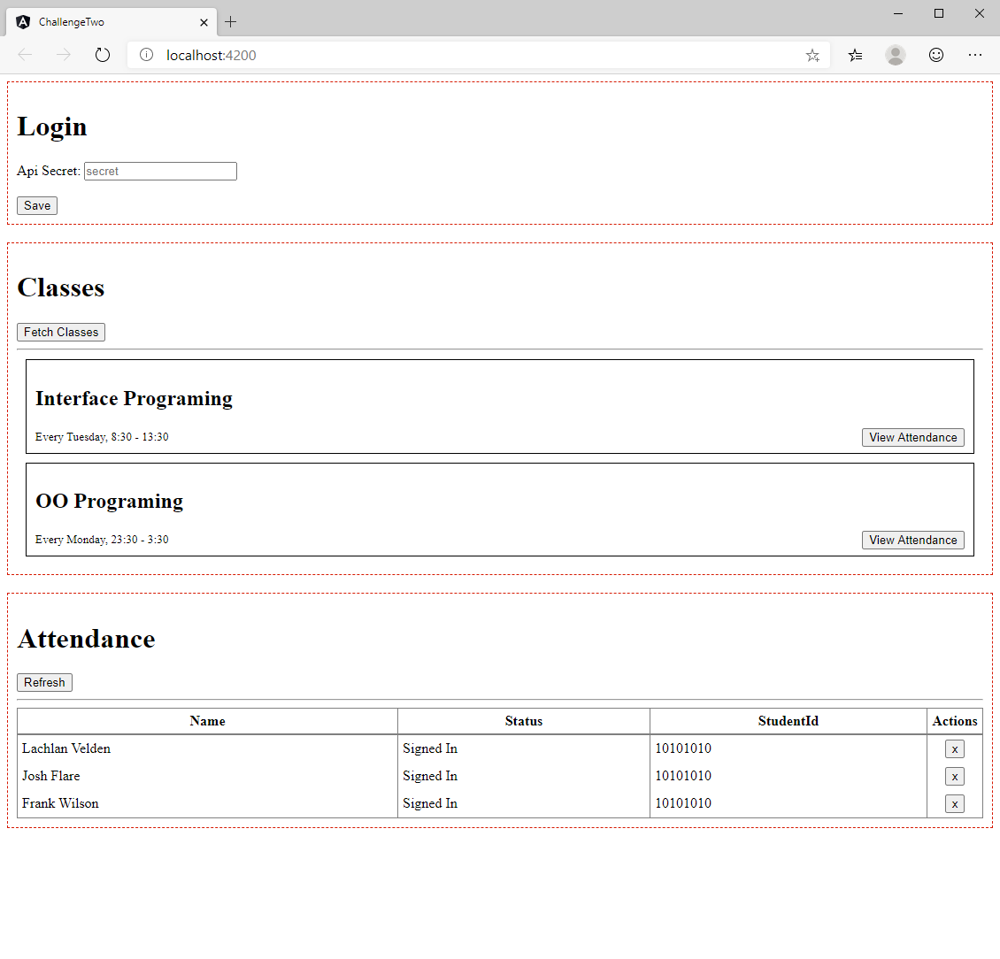 ChallengeTwo
localhost:4200
Login
Api Secret: secret
Save
Classes
Fetch Classes
Interface Programing
Every Tuesday, 8:30 - 13:30 View Attendance
OO Programing
Every Monday, 23:30 - 3:30 View Attendance
Attendance
Refresh
Name Status StudentId Actions
Lachlan Velden Signed In 10101010 x
Josh Flare Signed In 10101010 x
Frank Wilson Signed In 10101010 x